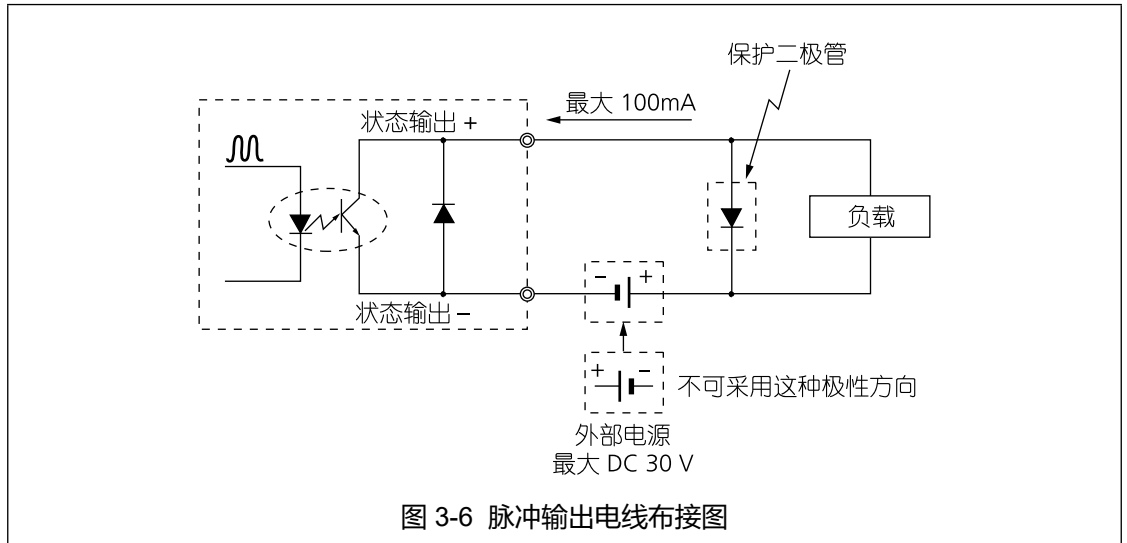 保护二极管
最大 100mA
状态输出 +
负载
- +
状态输出 -
+ -
不可采用这种极性方向
外部电源
最大 DC 30 V
图 3-6 脉冲输出电线布接图